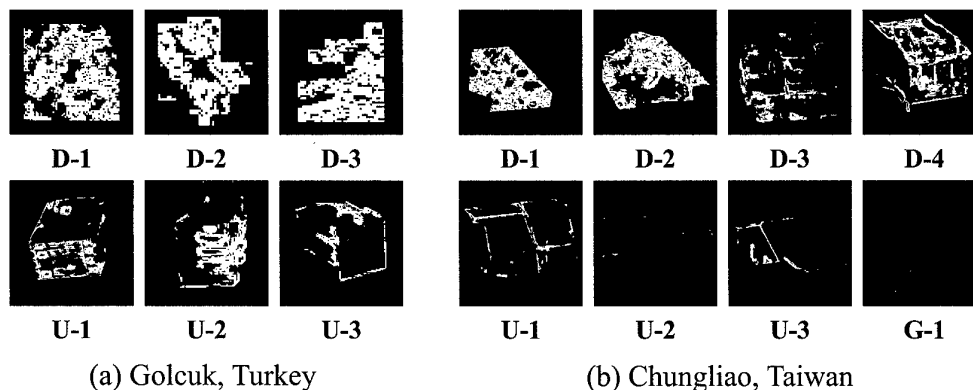 D-1 D-2 D-3 D-1 D-2 D-3 D-4
U-1 U-2 U-3 U-1 U-2 U-3 G-1
(a) Golcuk, Turkey (b) Chungliao, Taiwan